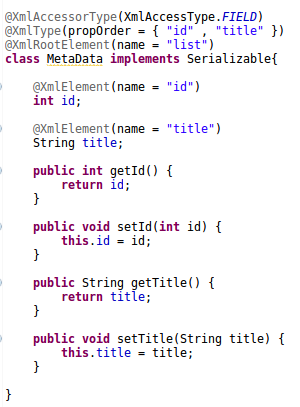 @XmlAccessorType(XmlAccessType.FIELD)
@XmlType(propOrder = { "id" , "title" })
@XmlRootElement(name = "list")
class MetaData implements Serializable{
@XmlElement(name = "id")
int id;
@XmlElement(name = "title")
String title;
public int getId() {
return id;
}
public void setId(int id) {
this.id = id;
}
public String getTitle() {
return title;
}
public void setTitle(String title) {
this.title = title;
}
}